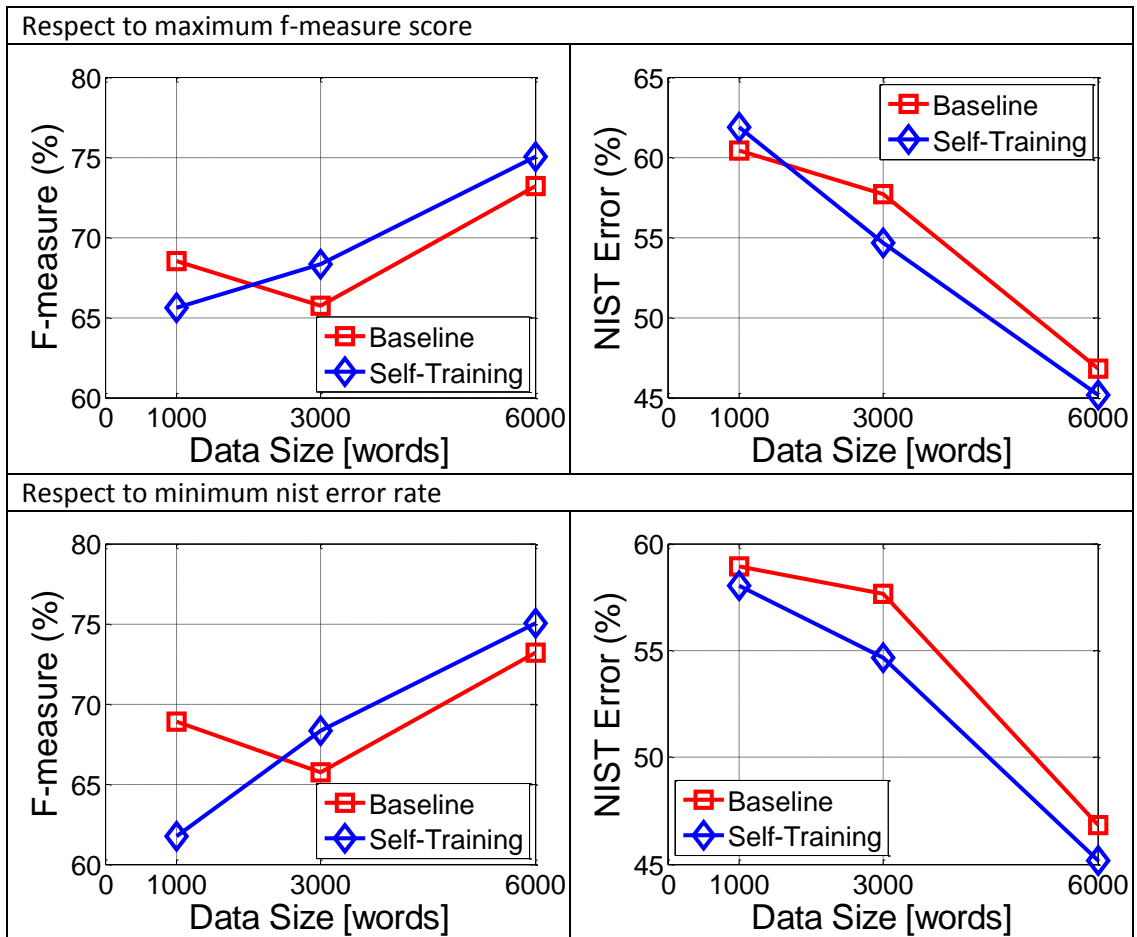 Respect to maximum f-measure score
80
75
70
65
60
0 1000 3000 6000
F-measure (%)
Data Size [words]
Baseline
Self-Training
65
60
55
50
45
0 1000 3000 6000
NIST Error (%)
Data Size [words]
Baseline
Self-Training
Respect to minimum nist error rate
80
75
70
65
60
0 1000 3000 6000
F-measure (%)
Data Size [words]
Baseline
Self-Training
60
55
50
45
0 1000 3000 6000
NIST Error (%)
Data Size [words]
Baseline
Self-Training